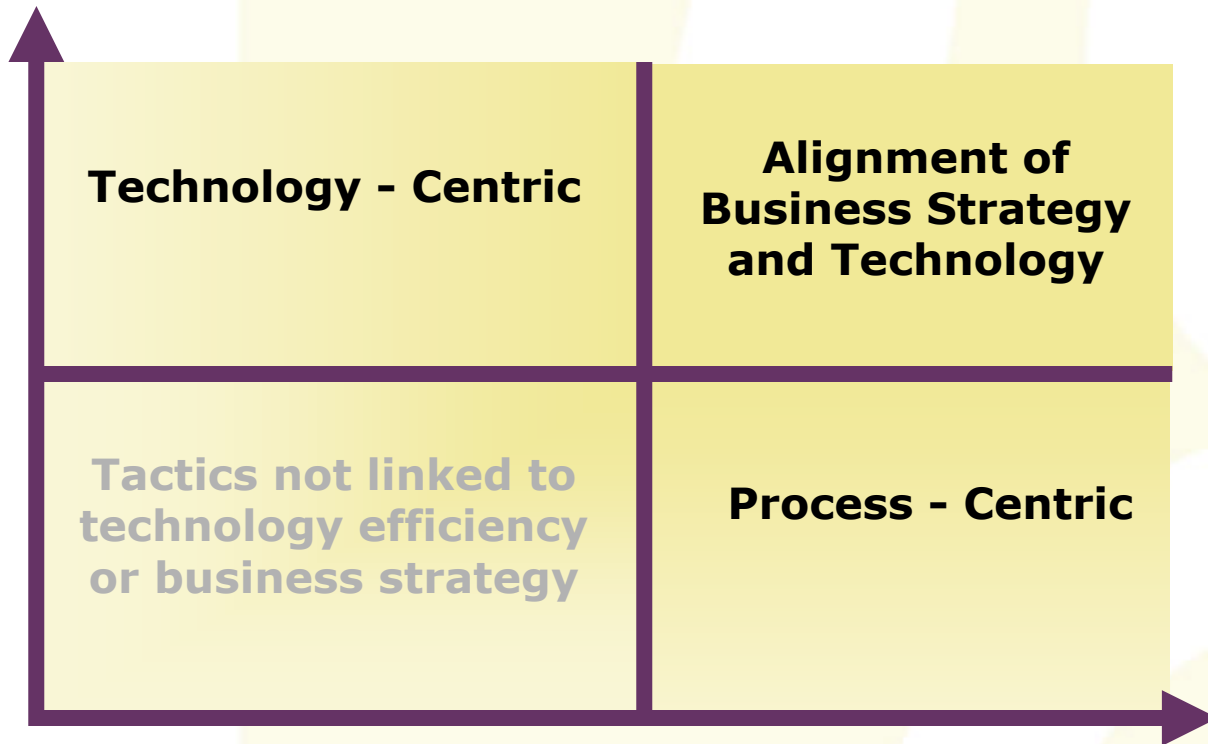 Technology - Centric
Alignment of
Business Strategy
and Technology
Tactics not linked to
technology efficiency
or business strategy
Process - Centric